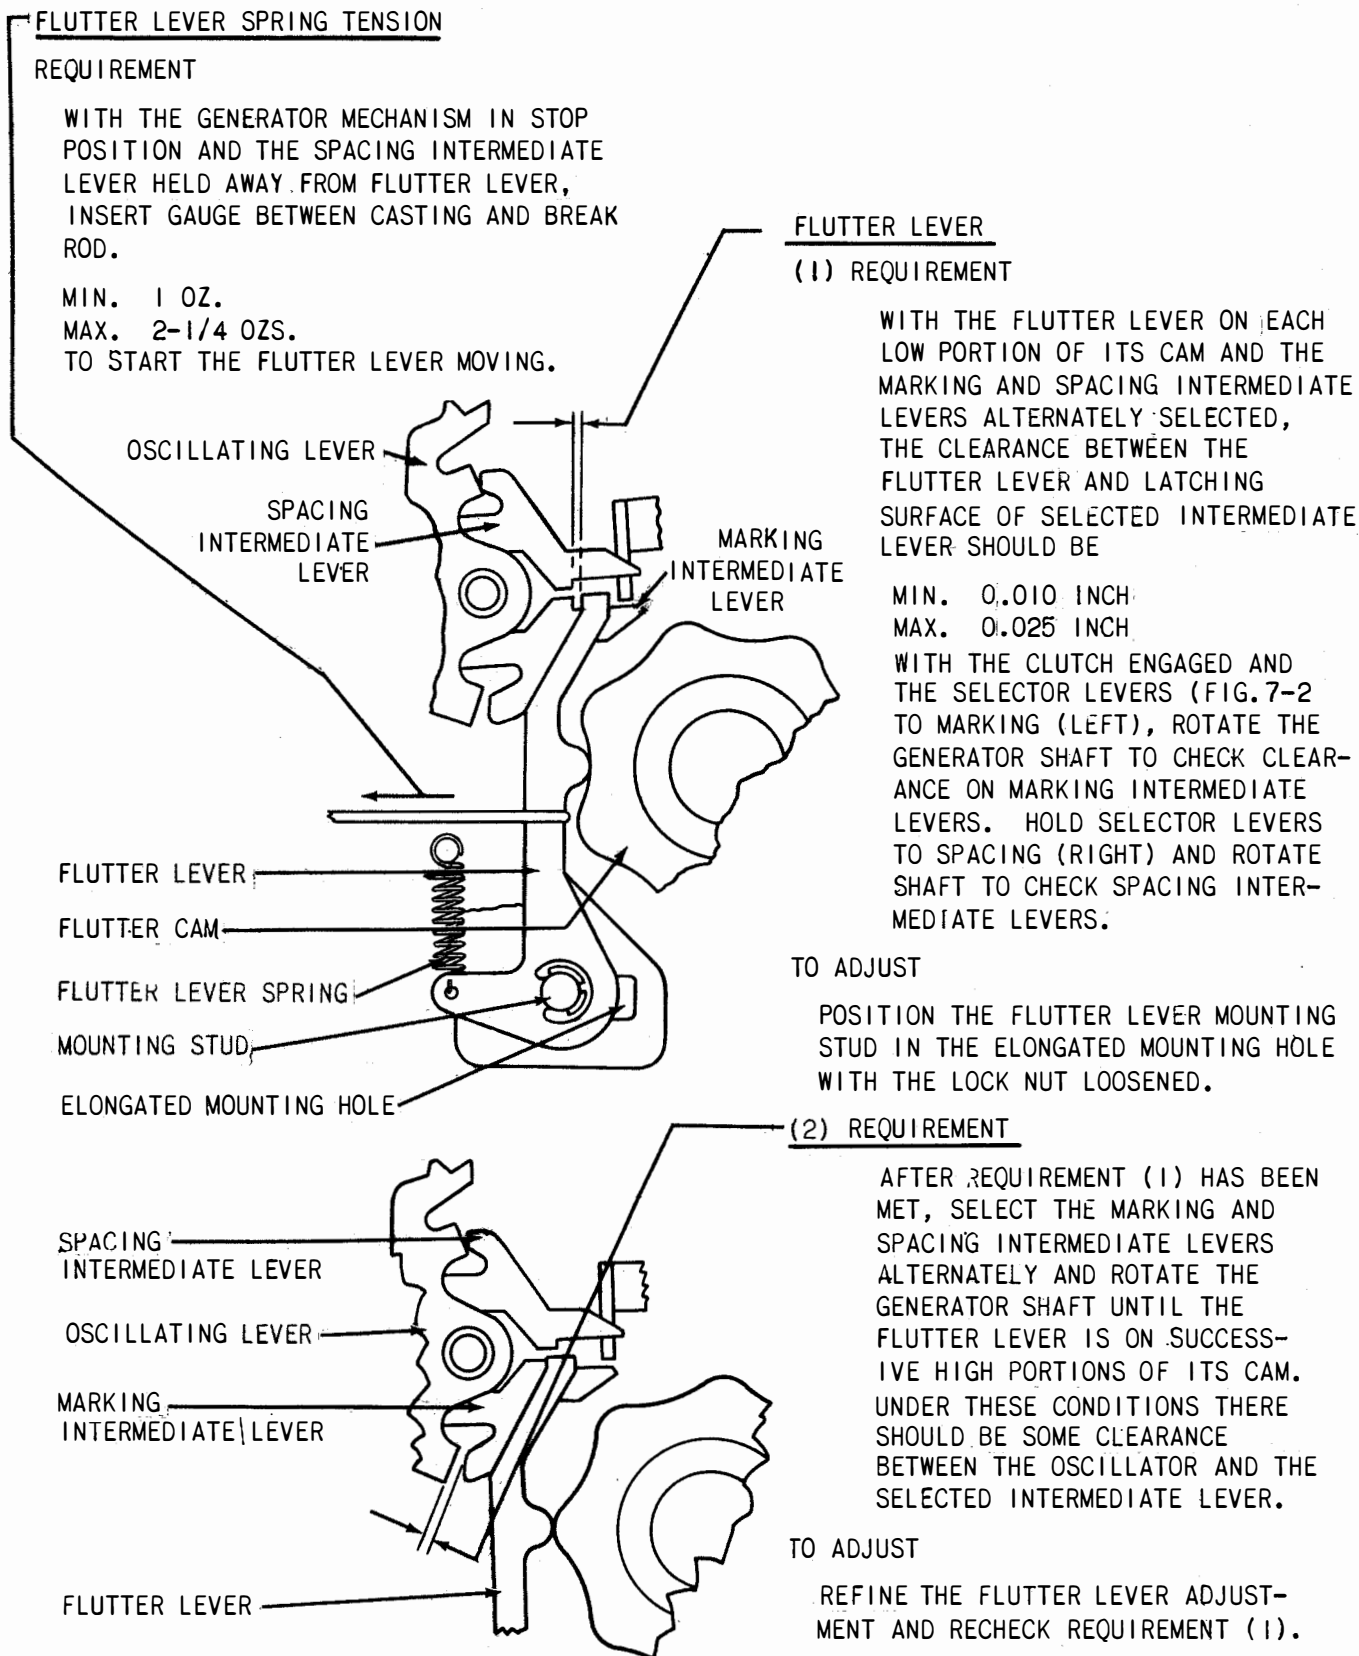 FLUTTER LEVER SPRING TENSION
REQUIREMENT
WITH THE GENERATOR MECHANISM IN STOP
POSITION AND THE SPACING INTERMEDIATE
LEVER HELD AWAY FROM FLUTTER LEVER,
INSERT GAUGE BETWEEN CASTING AND BREAK
ROD.
MIN. 1 OZ.
MAX. 2-1/4 OZS.
TO START THE FLUTTER LEVER MOVING.
OSCILLATING LEVER
SPACING
INTERMEDIATE
LEVER
MARKING
INTERMEDIATE
LEVER
FLUTTER LEVER
FLUTTER CAM
FLUTTER LEVER SPRING
MOUNTING STUD
ELONGATED MOUNTING HOLE
FLUTTER LEVER
(1) REQUIREMENT
WITH THE FLUTTER LEVER ON EACH
LOW PORTION OF ITS CAM AND THE
MARKING AND SPACING INTERMEDIATE
LEVERS ALTERNATELY SELECTED,
THE CLEARANCE BETWEEN THE
FLUTTER LEVER AND LATCHING
SURFACE OF SELECTED INTERMEDIATE
LEVER SHOULD BE
MIN. 0.010 INCH
MAX. 0.025 INCH
WITH THE CLUTCH ENGAGED AND
THE SELECTOR LEVERS (FIG.7-2
TO MARKING (LEFT), ROTATE THE
GENERATOR SHAFT TO CHECK CLEAR-
ANCE ON MARKING INTERMEDIATE
LEVERS. HOLD SELECTOR LEVERS
TO SPACING (RIGHT) AND ROTATE
SHAFT TO CHECK SPACING INTER-
MEDIATE LEVERS.
TO ADJUST
POSITION THE FLUTTER LEVER MOUNTING
STUD IN THE ELONGATED MOUNTING HOLE
WITH THE LOCK NUT LOOSENED.
(2) REQUIREMENT
AFTER REQUIREMENT (1) HAS BEEN
MET, SELECT THE MARKING AND
SPACING INTERMEDIATE LEVERS
ALTERNATELY AND ROTATE THE
GENERATOR SHAFT UNTIL THE
FLUTTER LEVER IS ON SUCCESS-
IVE HIGH PORTIONS OF ITS CAM.
UNDER THESE CONDITIONS THERE
SHOULD BE SOME CLEARANCE
BETWEEN THE OSCILLATOR AND THE
SELECTED INTERMEDIATE LEVER.
TO ADJUST
REFINE THE FLUTTER LEVER ADJUST-
MENT AND RECHECK REQUIREMENT (1).
SPACING
INTERMEDIATE LEVER
OSCILLATING LEVER
MARKING
INTERMEDIATE LEVER
FLUTTER LEVER